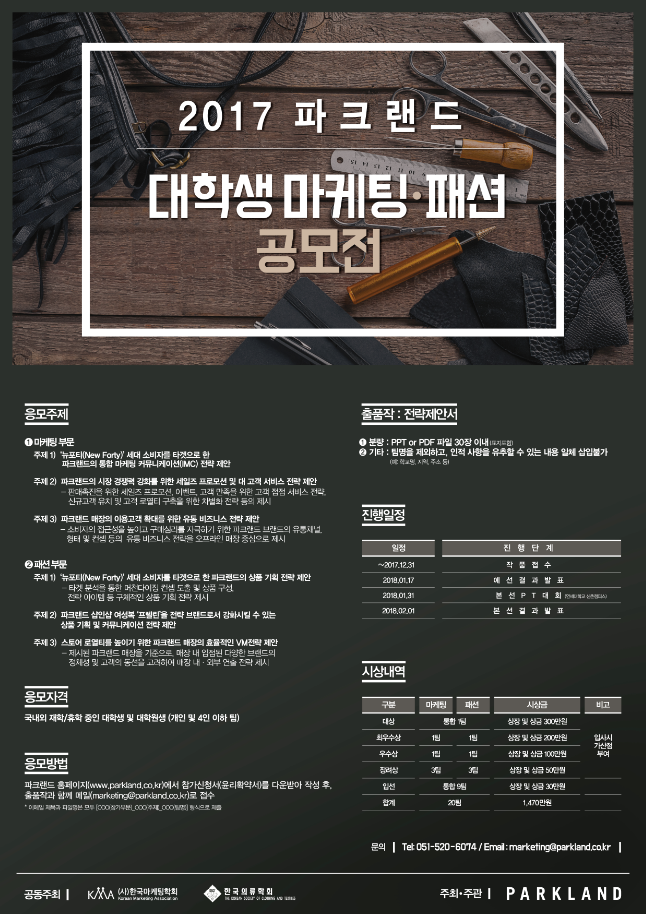 2017 파크랜드
대학생 마케팅·패션
공모전
응모주제
❶ 마케팅 부문
주제 1) '뉴포티(New Forty)' 세대 소비자를 타겟으로 한
파크랜드의 통합 마케팅 커뮤니케이션(IMC) 전략 제안
주제 2) 파크랜드의 시장 경쟁력 강화를 위한 세일즈 프로모션 및 대 고객 서비스 전략 제안
– 판매촉진을 위한 세일즈 프로모션, 이벤트, 고객 만족을 위한 고객 접점 서비스 전략,
신규고객 유치 및 고객 로열티 구축을 위한 차별화 전략 등의 제시
주제 3) 파크랜드 매장의 이용고객 확대를 위한 유통 비즈니스 전략 제안
– 소비자의 접근성을 높이고 구매심리를 자극하기 위한 파크랜드 브랜드의 유통채널,
형태 및 컨셉 등의 유통 비즈니스 전략을 오프라인 매장 중심으로 제시
❷ 패션 부문
주제 1) '뉴포티(New Forty)' 세대 소비자를 타겟으로 한 파크랜드의 상품 기획 전략 제안
– 타겟 분석을 통한 머천다이징 컨셉 도출 및 상품 구성,
전략 아이템 등 구체적인 상품 기획 전략 제시
주제 2) 파크랜드 샵인샵 여성복 '프렐린'을 전략 브랜드로서 강화시킬 수 있는
상품 기획 및 커뮤니케이션 전략 제안
주제 3) 스토어 로열티를 높이기 위한 파크랜드 매장의 효율적인 VM전략 제안
– 제시된 파크랜드 매장을 기준으로, 매장 내 입점된 다양한 브랜드의
정체성 및 고객의 동선을 고려하여 매장 내·외부 연출 전략 제시
응모자격
국내외 재학/휴학 중인 대학생 및 대학원생 (개인 및 4인 이하 팀)
응모방법
파크랜드 홈페이지(www.parkland.co.kr)에서 참가신청서(윤리확약서)를 다운받아 작성 후,
출품작과 함께 메일(marketing@parkland.co.kr)로 접수
출품작 : 전략제안서
❶ 분량 : PPT or PDF 파일 30장 이내 (표지포함)
❷ 기타 : 팀명을 제외하고, 인적 사항을 유추할 수 있는 내용 일체 삽입불가
(예: 학교명, 지역, 주소 등)
진행일정
일정 진행단계
~2017.12.31 작품접수
2018.01.17 예선결과발표
2018.01.31 본선PT대회
2018.02.01 본선결과발표
시상내역
구분 마케팅 패션 시상금 비고
대상 통합 1팀 상장 및 상금 300만원
최우수상 1팀 1팀 상장 및 상금 200만원
우수상 1팀 1팀 상장 및 상금 100만원
장려상 3팀 3팀 상장 및 상금 50만원
입선 통합 9팀 상장 및 상금 30만원
합계 20팀 1,470만원
입사시
가산점
부여
문의 | Tel: 051-520-6074 / Email: marketing@parkland.co.kr |
공동주최 | KMA (사)한국마케팅학회
Korean Marketing Association
한국의류학회
THE KOREAN SOCIETY OF CLOTHING AND TEXTILES
주최·주관 | PARKLAND